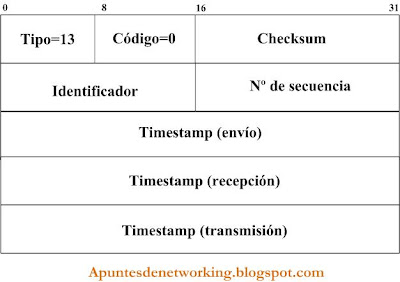 0 8 16 31
Tipo=13 Código=0 Checksum
Identificador Nº de secuencia
Timestamp (envío)
Timestamp (recepción)
Timestamp (transmisión)
Apuntesdenetworking.blogspot.com